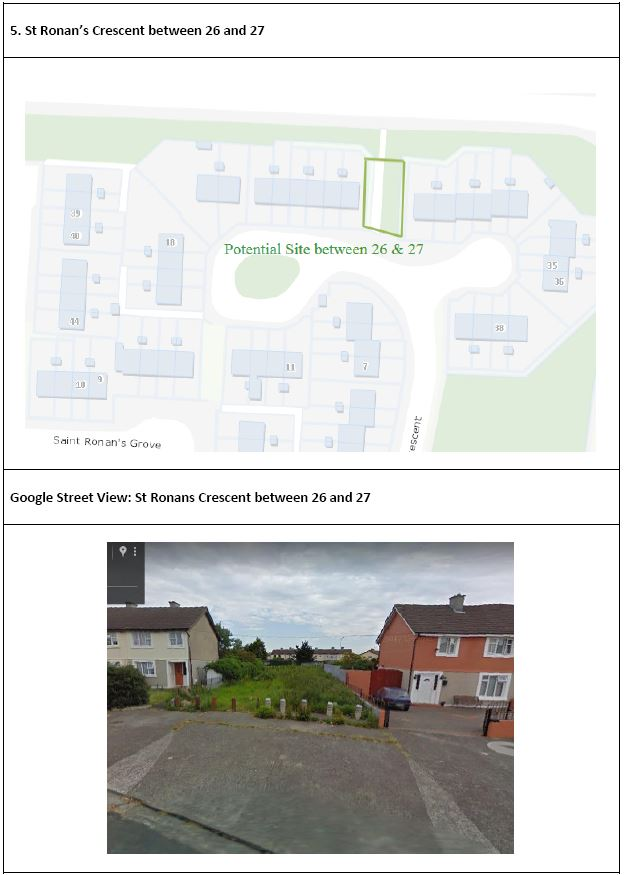 5. St Ronan’s Crescent between 26 and 27
39
40
18
Potential Site between 26 & 27
35
36
44
38
11
7
9
10
escent
Saint Ronan's Grove
Google Street View: St Ronans Crescent between 26 and 27